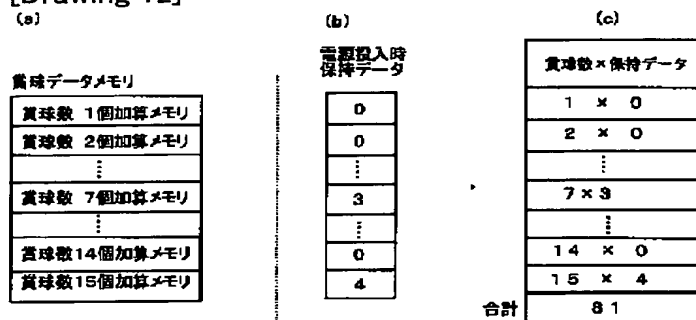 [Drawing 12]
(a)
賞球データメモリ
賞球数 1個加算メモリ
賞球数 2個加算メモリ
賞球数 7個加算メモリ
賞球数14個加算メモリ
賞球数15個加算メモリ
(b)
電源投入時
保持データ
0
0
3
0
4
(c)
賞球数×保持データ
1 × 0
2 × 0
7×3
14 × 0
15 × 4
合計 81